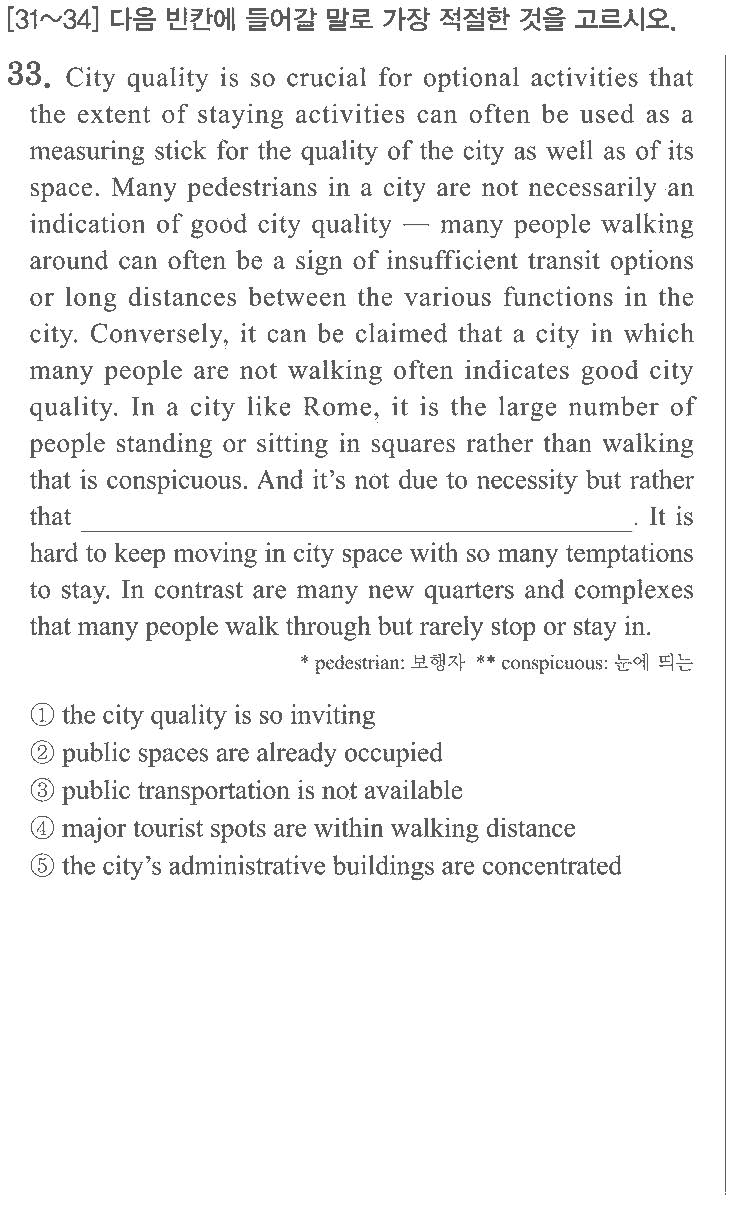 [31~34] 다음 빈칸에 들어갈 말로 가장 적절한 것을 고르시오.
33. City quality is so crucial for optional activities that
the extent of staying activities can often be used as a
measuring stick for the quality of the city as well as of its
space. Many pedestrians in a city are not necessarily an
indication of good city quality — many people walking
around can often be a sign of insufficient transit options
or long distances between the various functions in the
city. Conversely, it can be claimed that a city in which
many people are not walking often indicates good city
quality. In a city like Rome, it is the large number of
people standing or sitting in squares rather than walking
that is conspicuous. And it's not due to necessity but rather
that ______________________. It is
hard to keep moving in city space with so many temptations
to stay. In contrast are many new quarters and complexes
that many people walk through but rarely stop or stay in.
* pedestrian: 보행자 ** conspicuous: 눈에 띄는
① the city quality is so inviting
② public spaces are already occupied
③ public transportation is not available
④ major tourist spots are within walking distance
⑤ the city's administrative buildings are concentrated